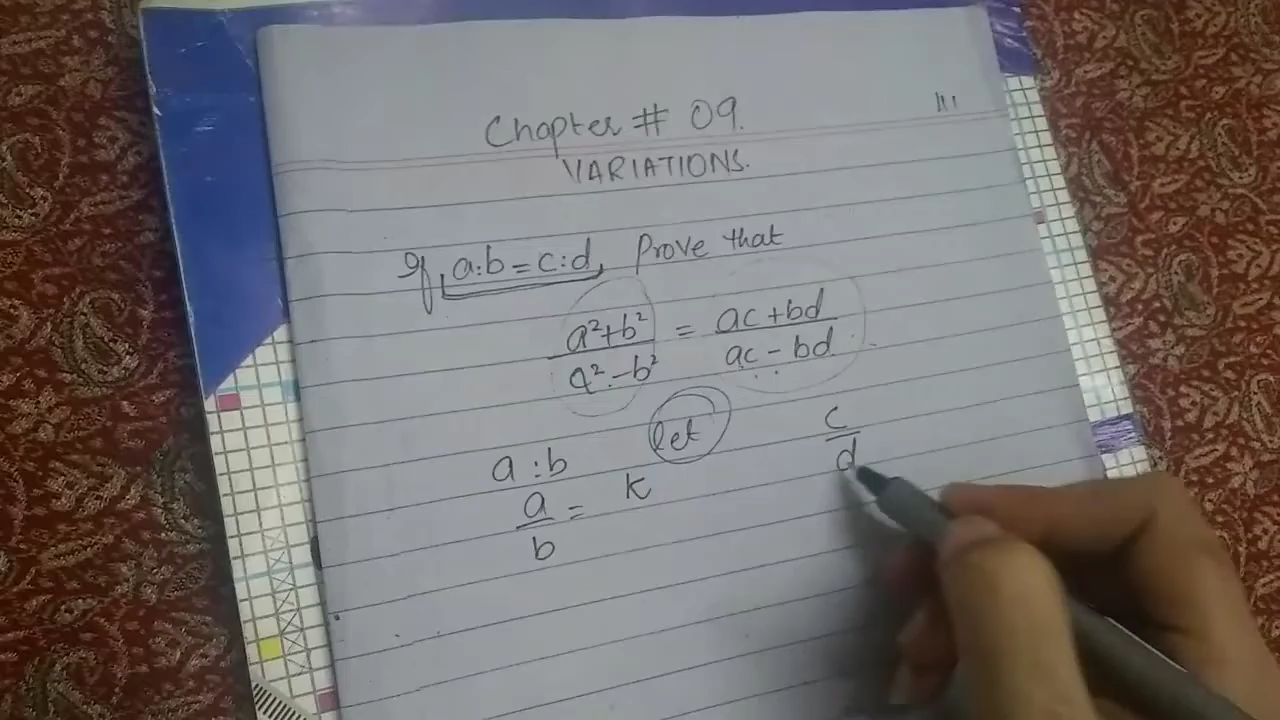 Chapter # 09.
VARIATIONS.
If a:b = c:d, Prove that
a²+b² / a²-b² = ac+bd / ac-bd
let
a:b
a/b = k
c/d